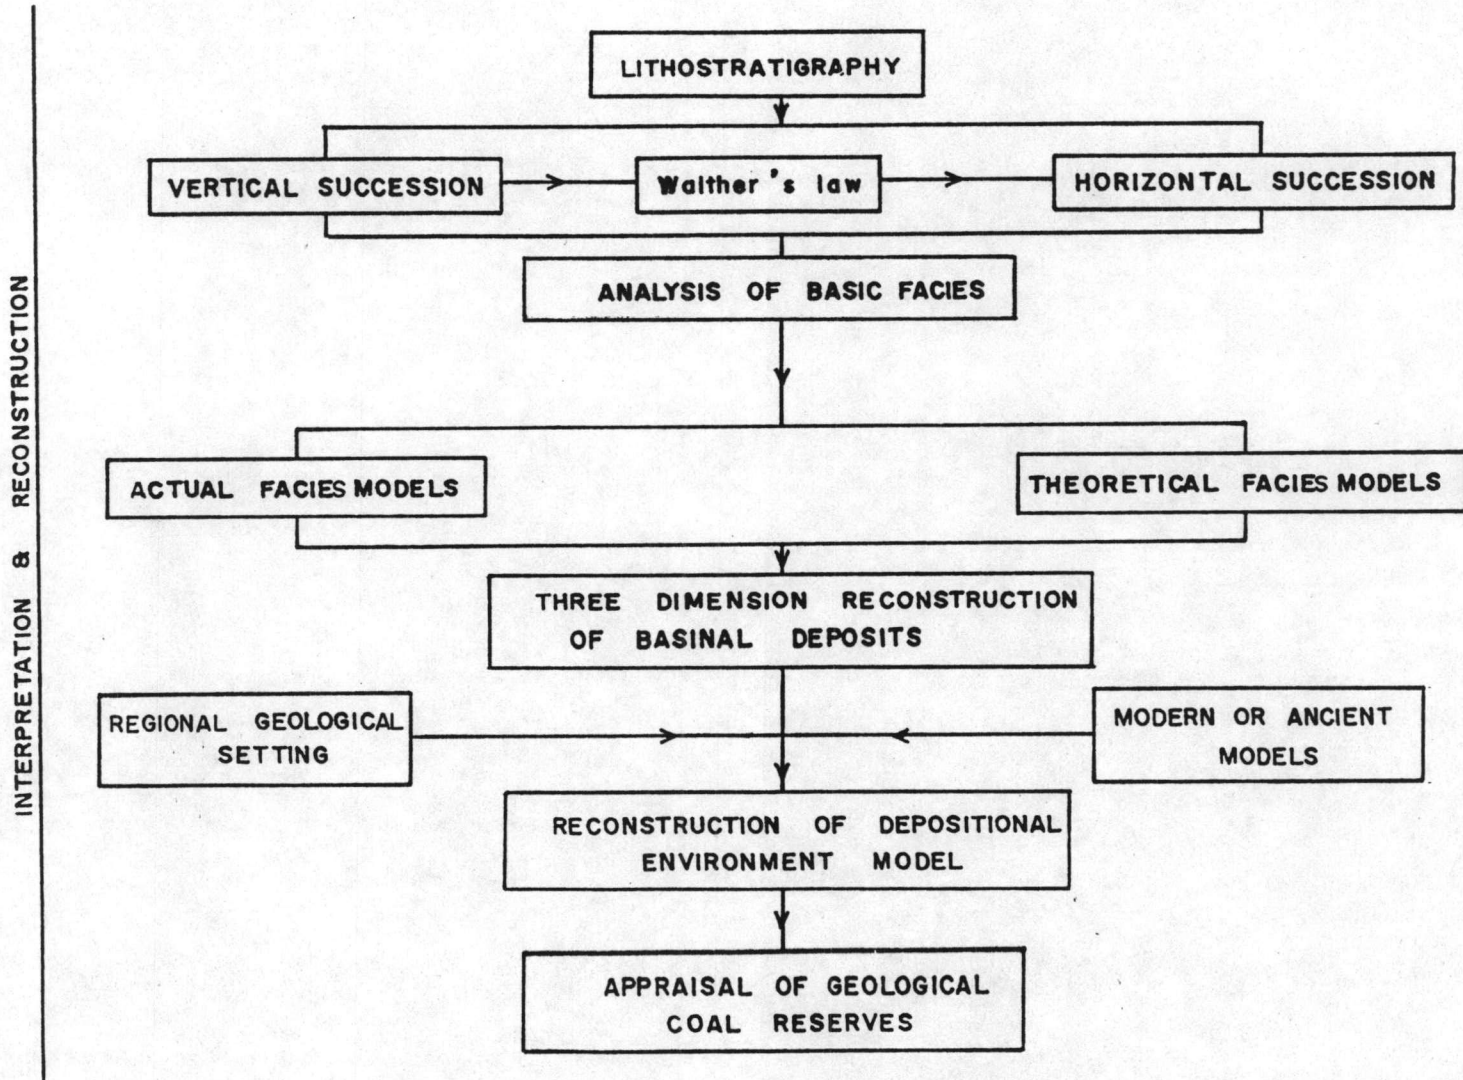 LITHOSTRATIGRAPHY
VERTICAL SUCCESSION
Walther's law
HORIZONTAL SUCCESSION
ANALYSIS OF BASIC FACIES
ACTUAL FACIES MODELS
THEORETICAL FACIES MODELS
THREE DIMENSION RECONSTRUCTION
OF BASINAL DEPOSITS
REGIONAL GEOLOGICAL
SETTING
MODERN OR ANCIENT
MODELS
RECONSTRUCTION OF DEPOSITIONAL
ENVIRONMENT MODEL
APPRAISAL OF GEOLOGICAL
COAL RESERVES
INTERPRETATION & RECONSTRUCTION